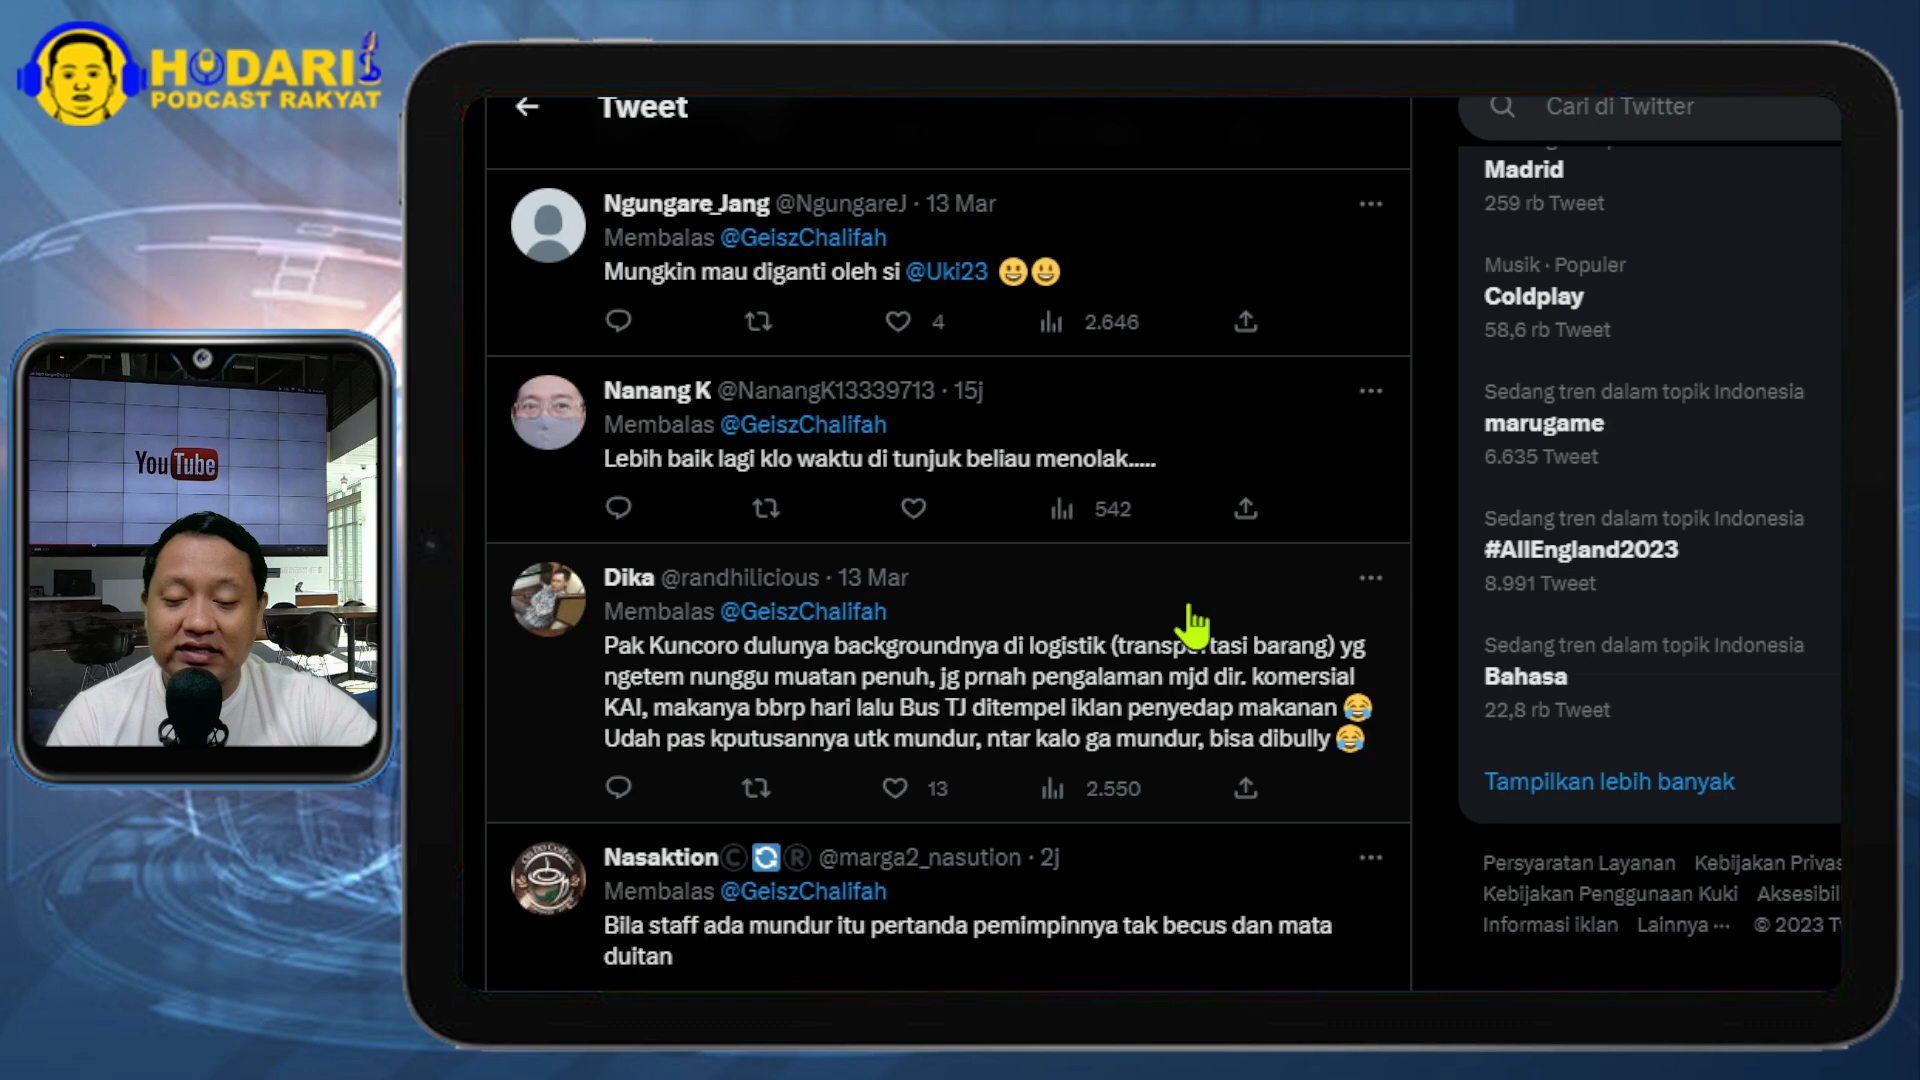 HODARI
PODCAST RAKYAT
YouTube
Tweet
Ngungare_Jang @NgungareJ · 13 Mar
Membalas @GeiszChalifah
Mungkin mau diganti oleh si @Uki23 😀😀
4 2.646
Nanang K @NanangK13339713 · 15j
Membalas @GeiszChalifah
Lebih baik lagi klo waktu di tunjuk beliau menolak.....
542
Dika @randhilicious · 13 Mar
Membalas @GeiszChalifah
Pak Kuncoro dulunya backgroundnya di logistik (transportasi barang) yg
ngetem nunggu muatan penuh, jg prnah pengalaman mjd dir. komersial
KAI, makanya bbrp hari lalu Bus TJ ditempel iklan penyedap makanan 😂
Udah pas kputusannya utk mundur, ntar kalo ga mundur, bisa dibully 😂
13 2.550
Nasaktion©🔄® @marga2_nasution · 2j
Membalas @GeiszChalifah
Bila staff ada mundur itu pertanda pemimpinnya tak becus dan mata
duitan
Cari di Twitter
Madrid
259 rb Tweet
Musik · Populer
Coldplay
58,6 rb Tweet
Sedang tren dalam topik Indonesia
marugame
6.635 Tweet
Sedang tren dalam topik Indonesia
#AllEngland2023
8.991 Tweet
Sedang tren dalam topik Indonesia
Bahasa
22,8 rb Tweet
Tampilkan lebih banyak
Persyaratan Layanan Kebijakan Privas
Kebijakan Penggunaan Kuki Aksesibil
Informasi iklan Lainnya ··· © 2023 T